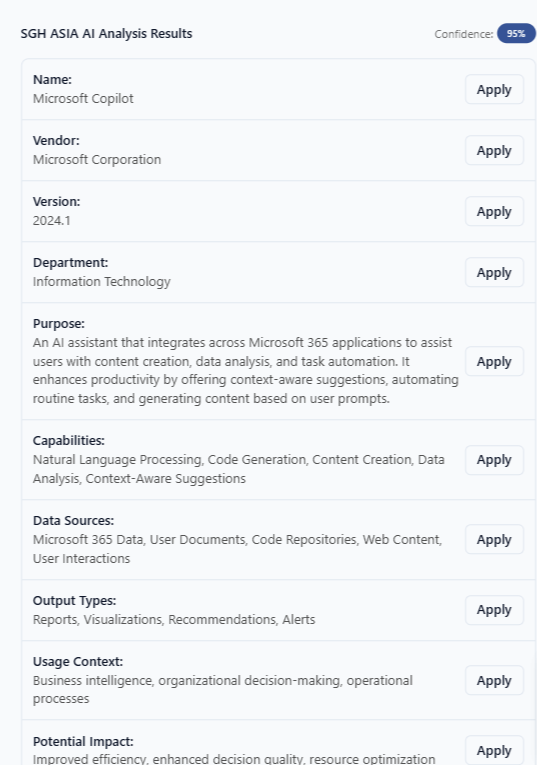 SGH ASIA AI Analysis Results
Confidence: 95%
Name:
Microsoft Copilot
Apply
Vendor:
Microsoft Corporation
Apply
Version:
2024.1
Apply
Department:
Information Technology
Apply
Purpose:
An AI assistant that integrates across Microsoft 365 applications to assist
users with content creation, data analysis, and task automation. It
enhances productivity by offering context-aware suggestions, automating
routine tasks, and generating content based on user prompts.
Apply
Capabilities:
Natural Language Processing, Code Generation, Content Creation, Data
Analysis, Context-Aware Suggestions
Apply
Data Sources:
Microsoft 365 Data, User Documents, Code Repositories, Web Content,
User Interactions
Apply
Output Types:
Reports, Visualizations, Recommendations, Alerts
Apply
Usage Context:
Business intelligence, organizational decision-making, operational
processes
Apply
Potential Impact:
Improved efficiency, enhanced decision quality, resource optimization
Apply